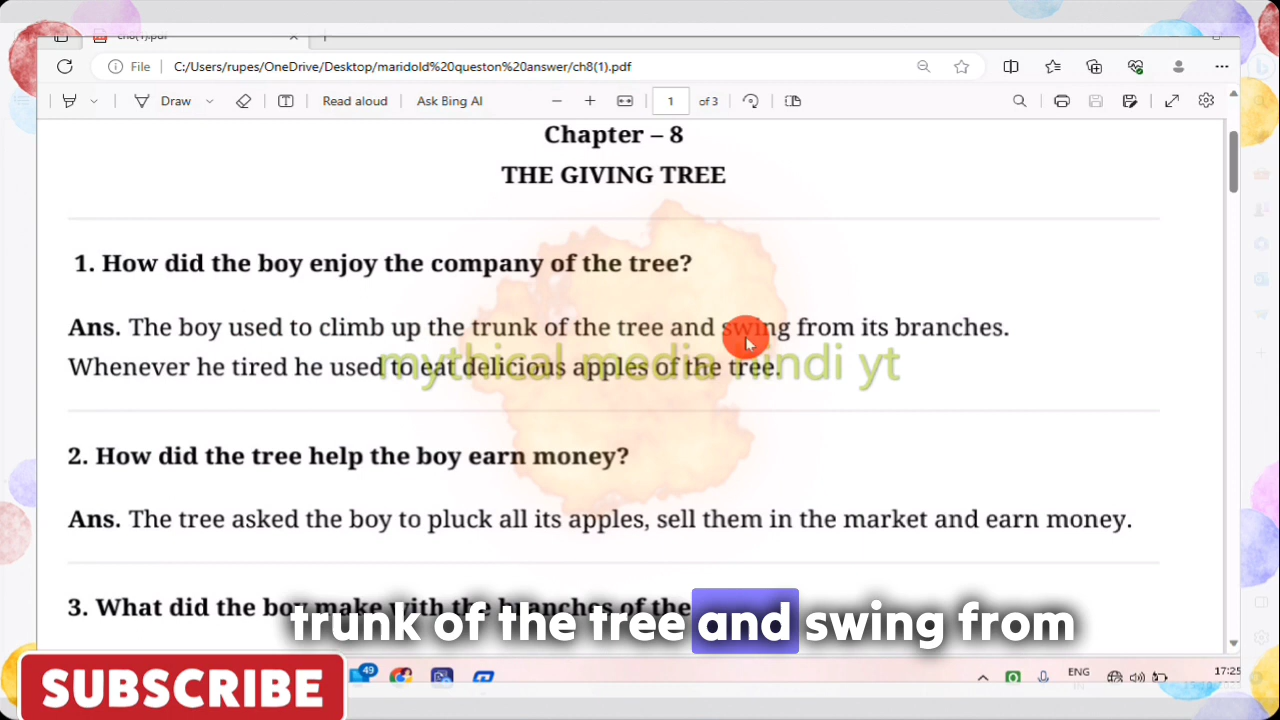 ch8(1).pdf
File
C:/Users/rupes/OneDrive/Desktop/maridold%20queston%20answer/ch8(1).pdf
Draw
Read aloud
Ask Bing AI
1
of 3
Chapter – 8
THE GIVING TREE
1. How did the boy enjoy the company of the tree?
Ans. The boy used to climb up the trunk of the tree and swing from its branches.
Whenever he tired he used to eat delicious apples of the tree.
mythical media hindi yt
2. How did the tree help the boy earn money?
Ans. The tree asked the boy to pluck all its apples, sell them in the market and earn money.
3. What did the boy make with the branches of the
trunk of the tree and swing from
SUBSCRIBE
49
ENG
17:25